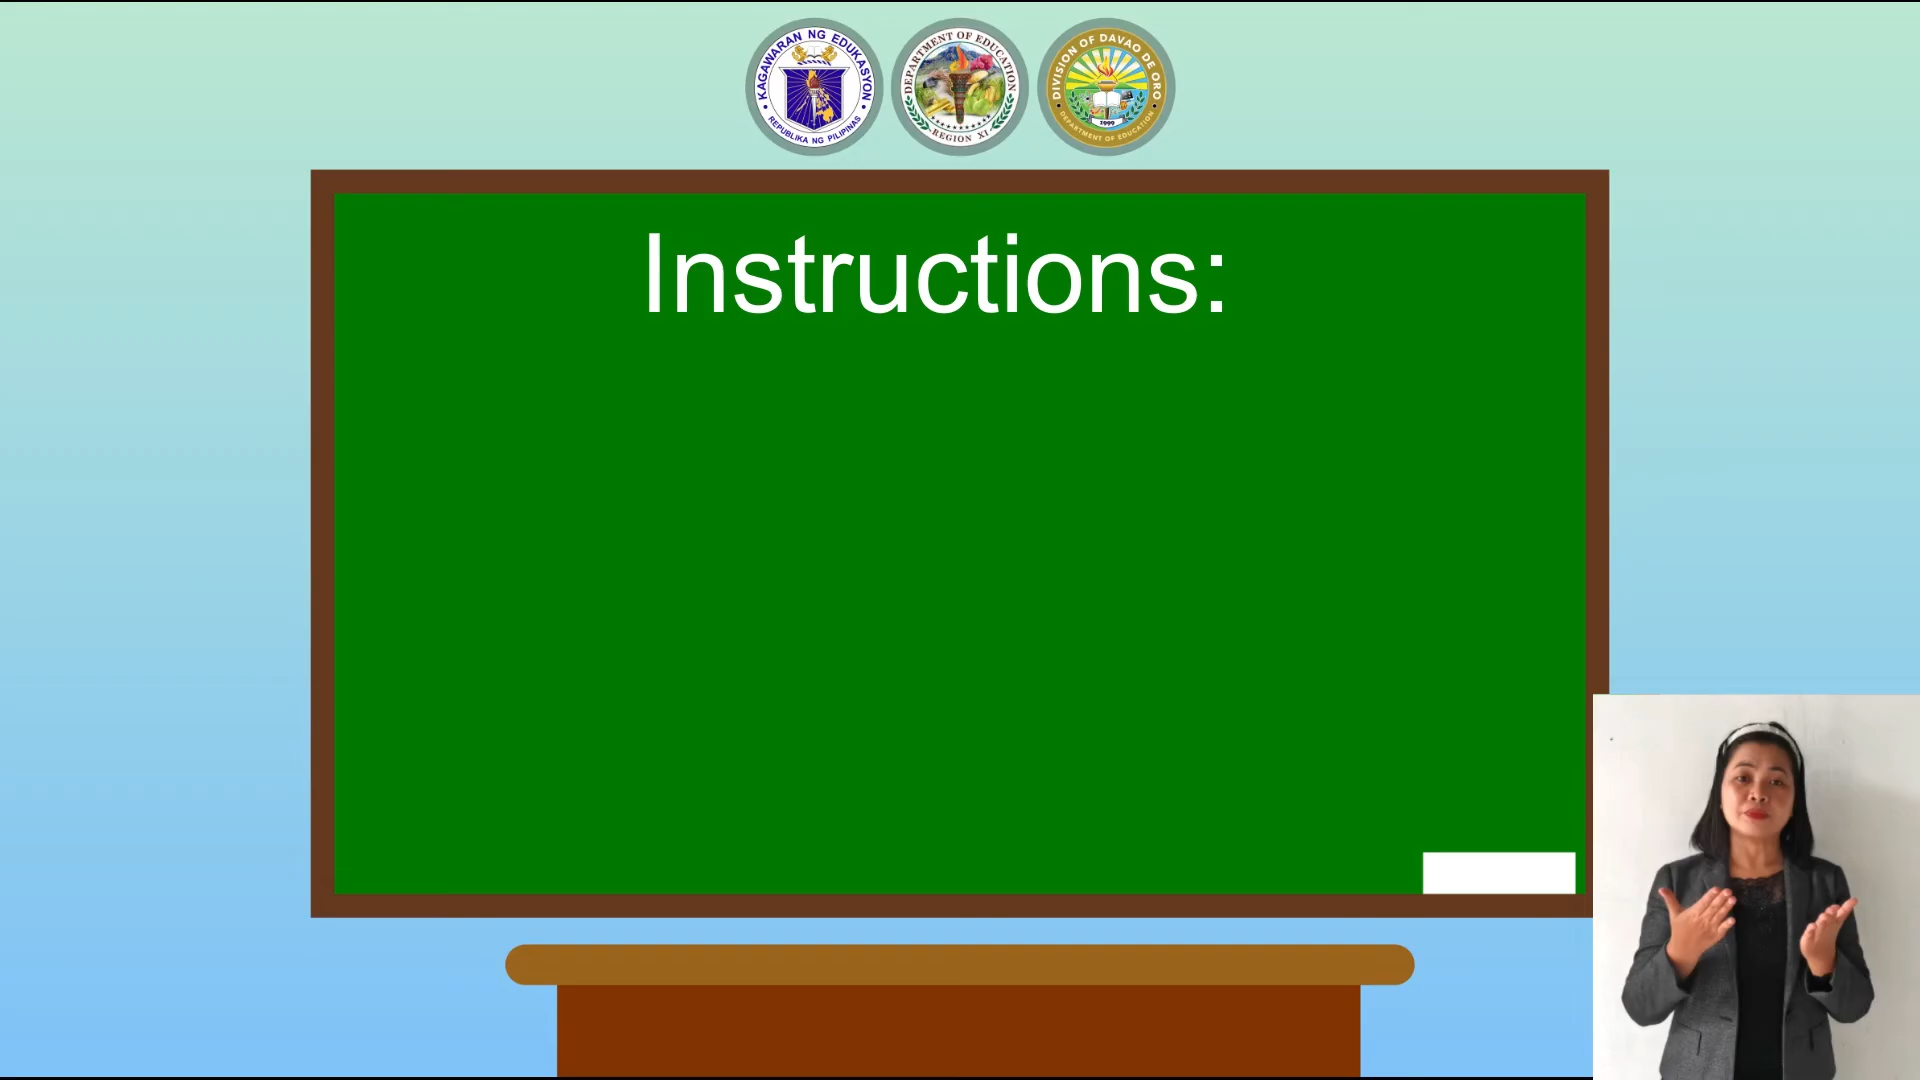 KAGAWARAN NG EDUKASYON
REPUBLIKA NG PILIPINAS
DEPARTMENT OF EDUCATION
REGION XI
DIVISION OF DAVAO DE ORO
1999
DEPARTMENT OF EDUCATION
Instructions: